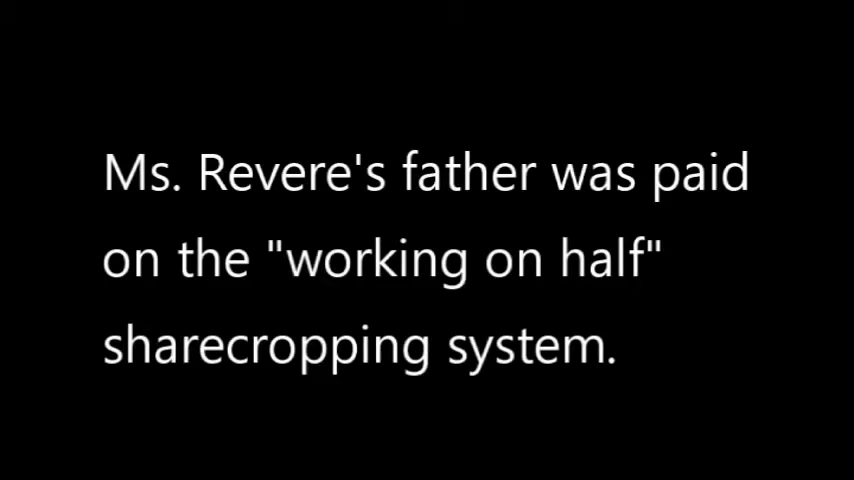 Ms. Revere's father was paid
on the "working on half"
sharecropping system.